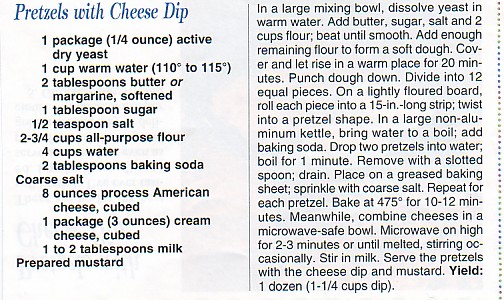 Pretzels with Cheese Dip
1 package (1/4 ounce) active
dry yeast
1 cup warm water (110° to 115°)
2 tablespoons butter or
margarine, softened
1 tablespoon sugar
1/2 teaspoon salt
2-3/4 cups all-purpose flour
4 cups water
2 tablespoons baking soda
Coarse salt
8 ounces process American
cheese, cubed
1 package (3 ounces) cream
cheese, cubed
1 to 2 tablespoons milk
Prepared mustard
In a large mixing bowl, dissolve yeast in
warm water. Add butter, sugar, salt and 2
cups flour; beat until smooth. Add enough
remaining flour to form a soft dough. Cov-
er and let rise in a warm place for 20 min-
utes. Punch dough down. Divide into 12
equal pieces. On a lightly floured board,
roll each piece into a 15-in.-long strip; twist
into a pretzel shape. In a large non-alu-
minum kettle, bring water to a boil; add
baking soda. Drop two pretzels into water;
boil for 1 minute. Remove with a slotted
spoon; drain. Place on a greased baking
sheet; sprinkle with coarse salt. Repeat for
each pretzel. Bake at 475° for 10-12 min-
utes. Meanwhile, combine cheeses in a
microwave-safe bowl. Microwave on high
for 2-3 minutes or until melted, stirring oc-
casionally. Stir in milk. Serve the pretzels
with the cheese dip and mustard. Yield:
1 dozen (1-1/4 cups dip).